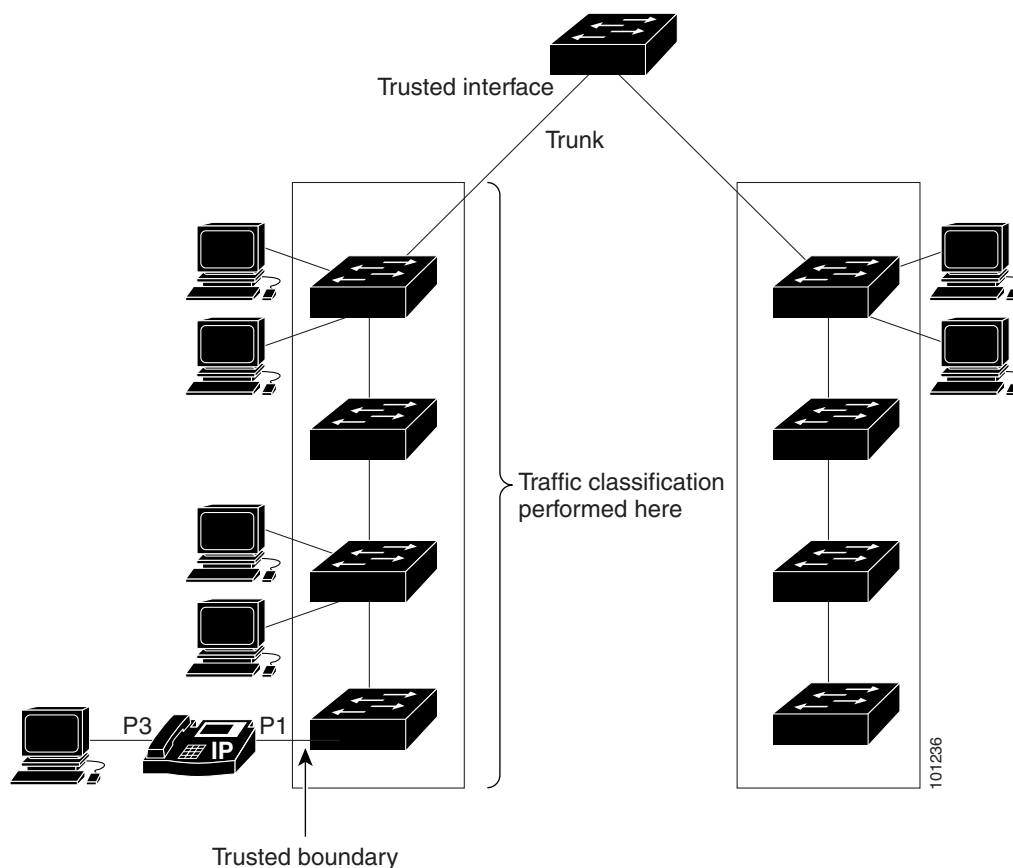 Trusted interface
Trunk
Traffic classification
performed here
P3
IP
P1
101236
Trusted boundary